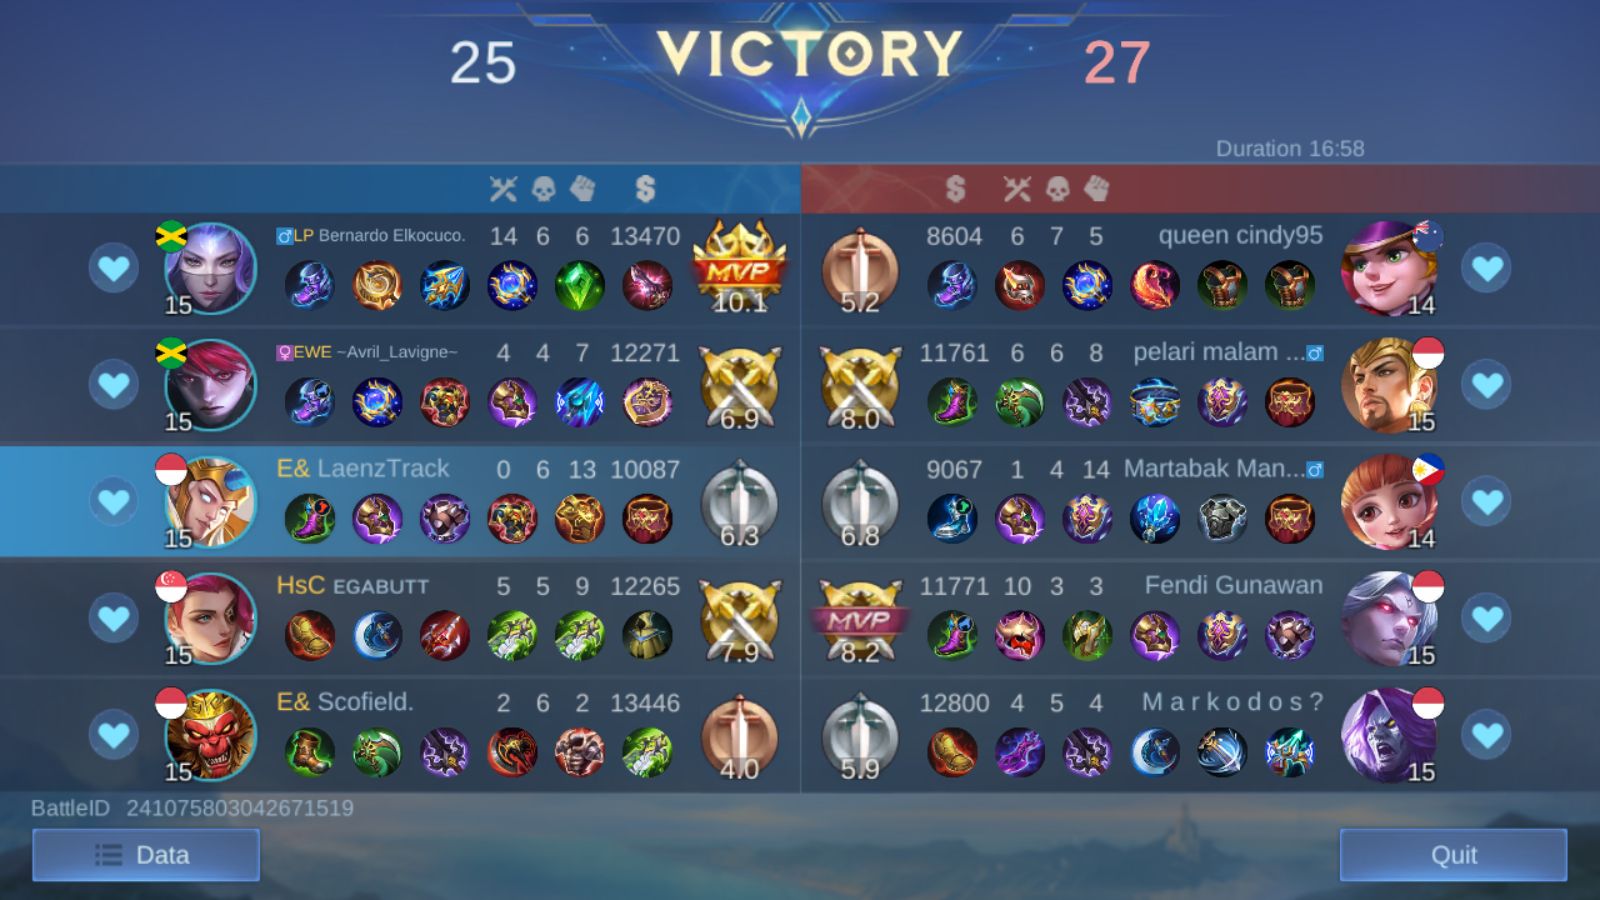 25 VICTORY 27
Duration 16:58
LP Bernardo Elkocuco. 14 6 6 13470 MVP 10.1
15
5.2 8604 6 7 5 queen cindy95
14
EWE ~Avril_Lavigne~ 4 4 7 12271 6.9
15
8.0 11761 6 6 8 pelari malam ...
15
E& LaenzTrack 0 6 13 10087 6.3
15
6.8 9067 1 4 14 Martabak Man...
14
HsC EGABUTT 5 5 9 12265 7.9
15
MVP 8.2 11771 10 3 3 Fendi Gunawan
15
E& Scofield. 2 6 2 13446 4.0
15
5.9 12800 4 5 4 Markodos?
15
BattleID 241075803042671519
Data
Quit